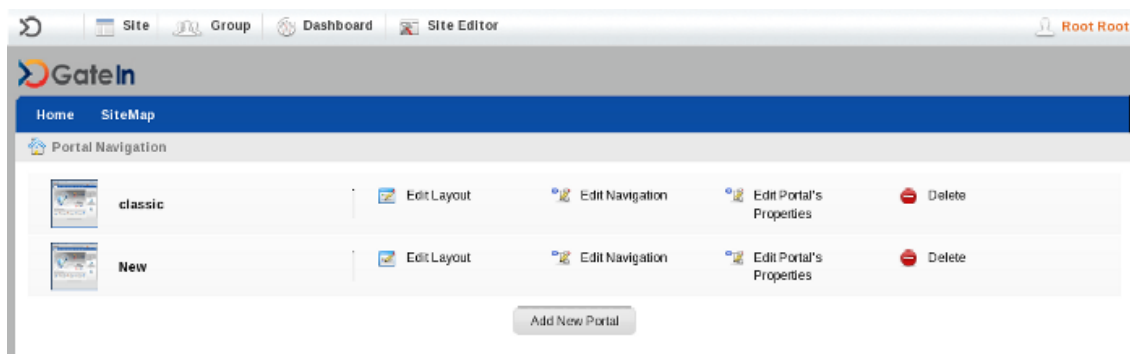 Site Group Dashboard Site Editor Root Root
GateIn
Home SiteMap
Portal Navigation
classic Edit Layout Edit Navigation Edit Portal's Properties Delete
New Edit Layout Edit Navigation Edit Portal's Properties Delete
Add New Portal